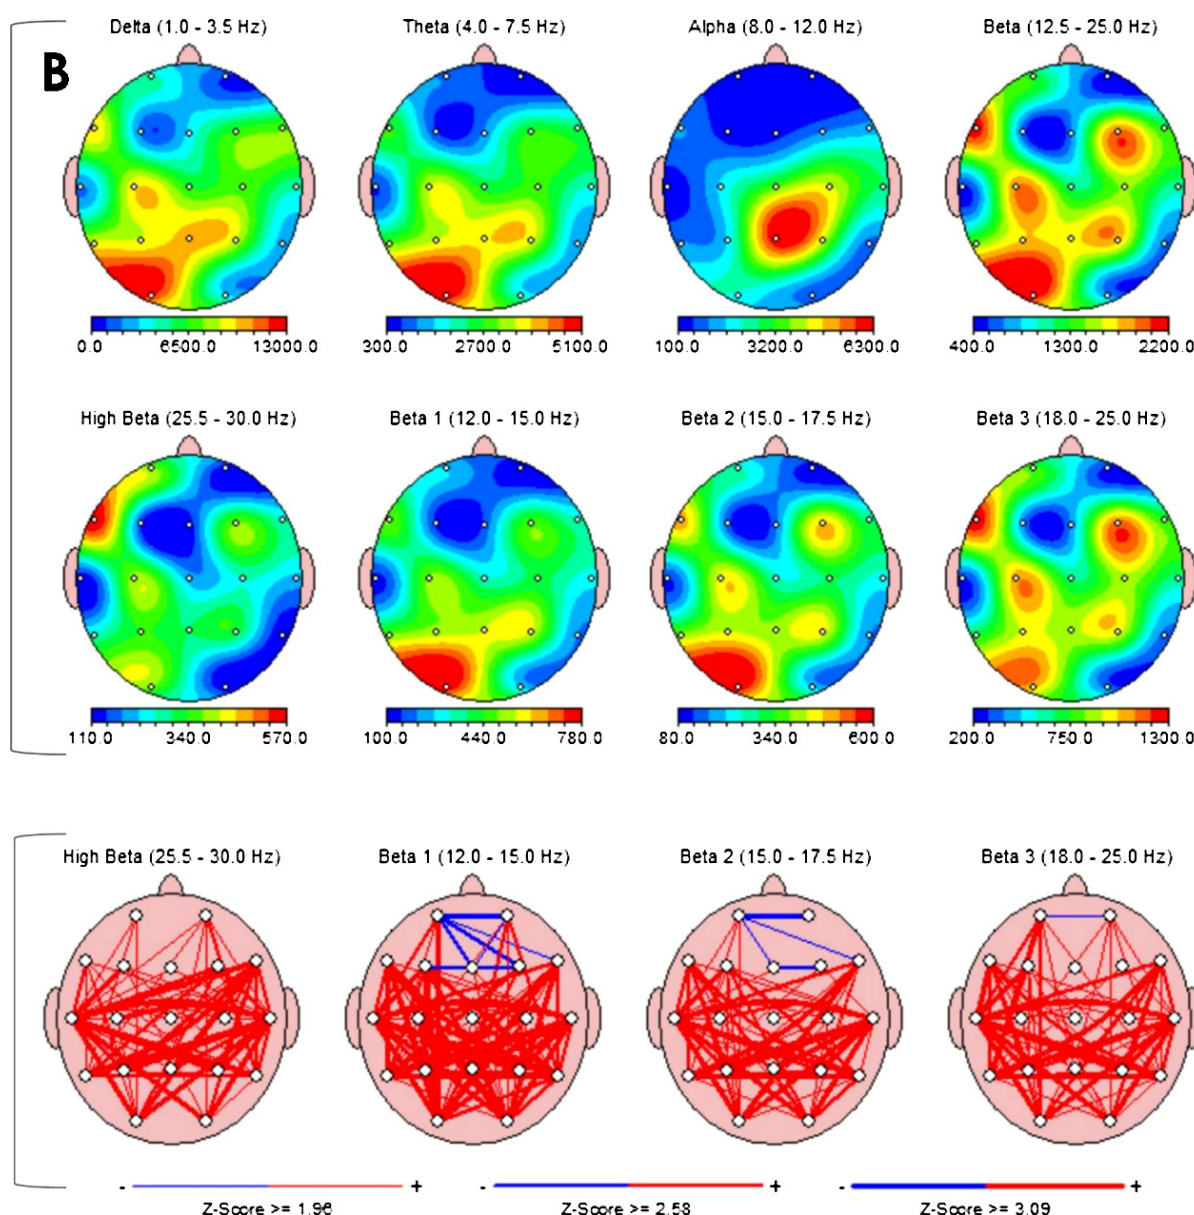 B
Delta (1.0 - 3.5 Hz) Theta (4.0 - 7.5 Hz) Alpha (8.0 - 12.0 Hz) Beta (12.5 - 25.0 Hz)
0.0 6500.0 13000.0 300.0 2700.0 5100.0 100.0 3200.0 6300.0 400.0 1300.0 2200.0
High Beta (25.5 - 30.0 Hz) Beta 1 (12.0 - 15.0 Hz) Beta 2 (15.0 - 17.5 Hz) Beta 3 (18.0 - 25.0 Hz)
110.0 340.0 570.0 100.0 440.0 780.0 80.0 340.0 600.0 200.0 750.0 1300.0
High Beta (25.5 - 30.0 Hz) Beta 1 (12.0 - 15.0 Hz) Beta 2 (15.0 - 17.5 Hz) Beta 3 (18.0 - 25.0 Hz)
- + - + - +
Z-Score >= 1.96 Z-Score >= 2.58 Z-Score >= 3.09